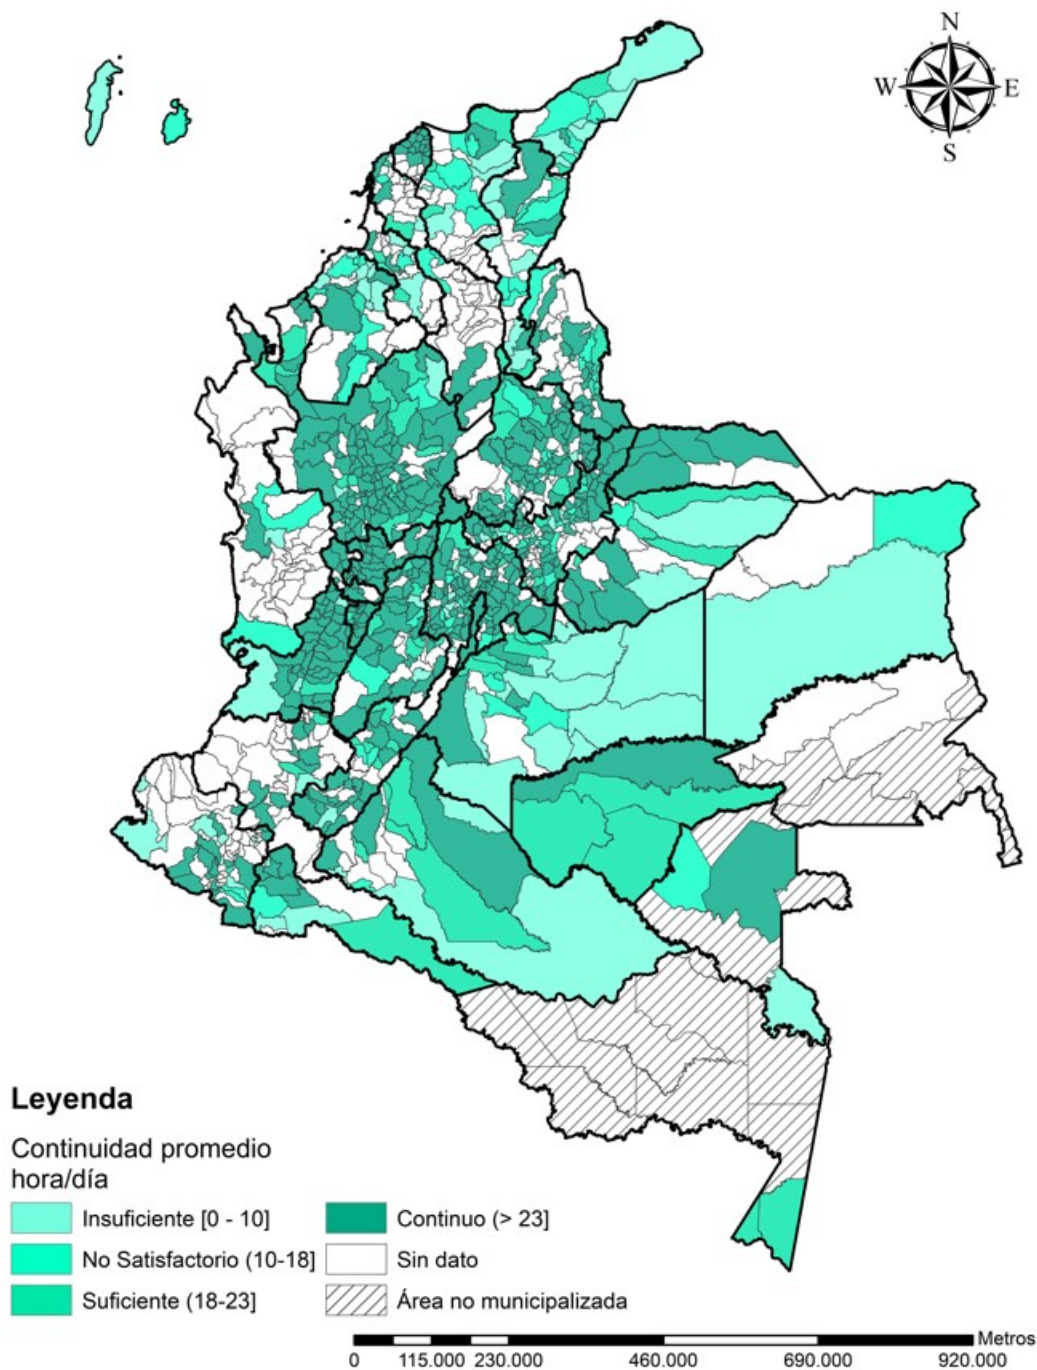 N
W E
S
Leyenda
Continuidad promedio
hora/día
Insuficiente [0 - 10]
No Satisfactorio (10-18]
Suficiente (18-23]
Continuo (> 23]
Sin dato
Área no municipalizada
Metros
0 115.000 230.000 460.000 690.000 920.000